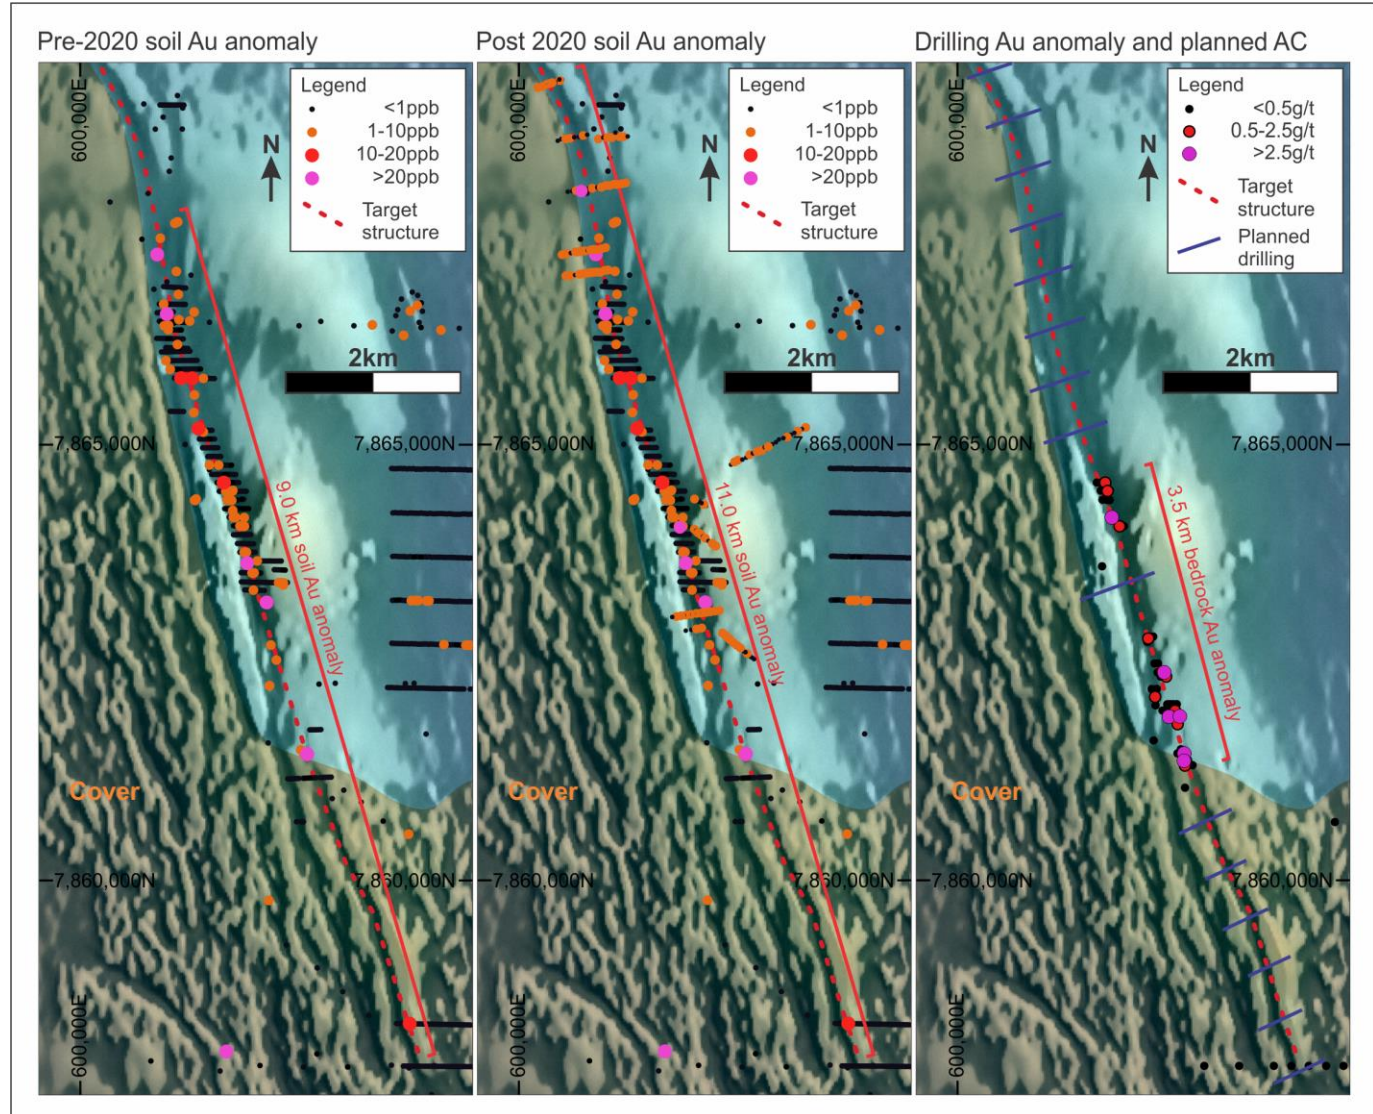 Pre-2020 soil Au anomaly
600,000E
Legend
<1ppb
1-10ppb
10-20ppb
>20ppb
Target
structure
N
2km
7,865,000N
7,865,000N
9.0 km soil Au anomaly
Cover
7,860,000N
7,860,000N
600,000E
Post 2020 soil Au anomaly
600,000E
Legend
<1ppb
1-10ppb
10-20ppb
>20ppb
Target
structure
N
2km
7,865,000N
7,865,000N
11.0 km soil Au anomaly
Cover
7,860,000N
7,860,000N
600,000E
Drilling Au anomaly and planned AC
600,000E
Legend
<0.5g/t
0.5-2.5g/t
>2.5g/t
Target
structure
Planned
drilling
N
2km
7,865,000N
7,865,000N
3.5 km bedrock Au anomaly
Cover
7,860,000N
7,860,000N
600,000E